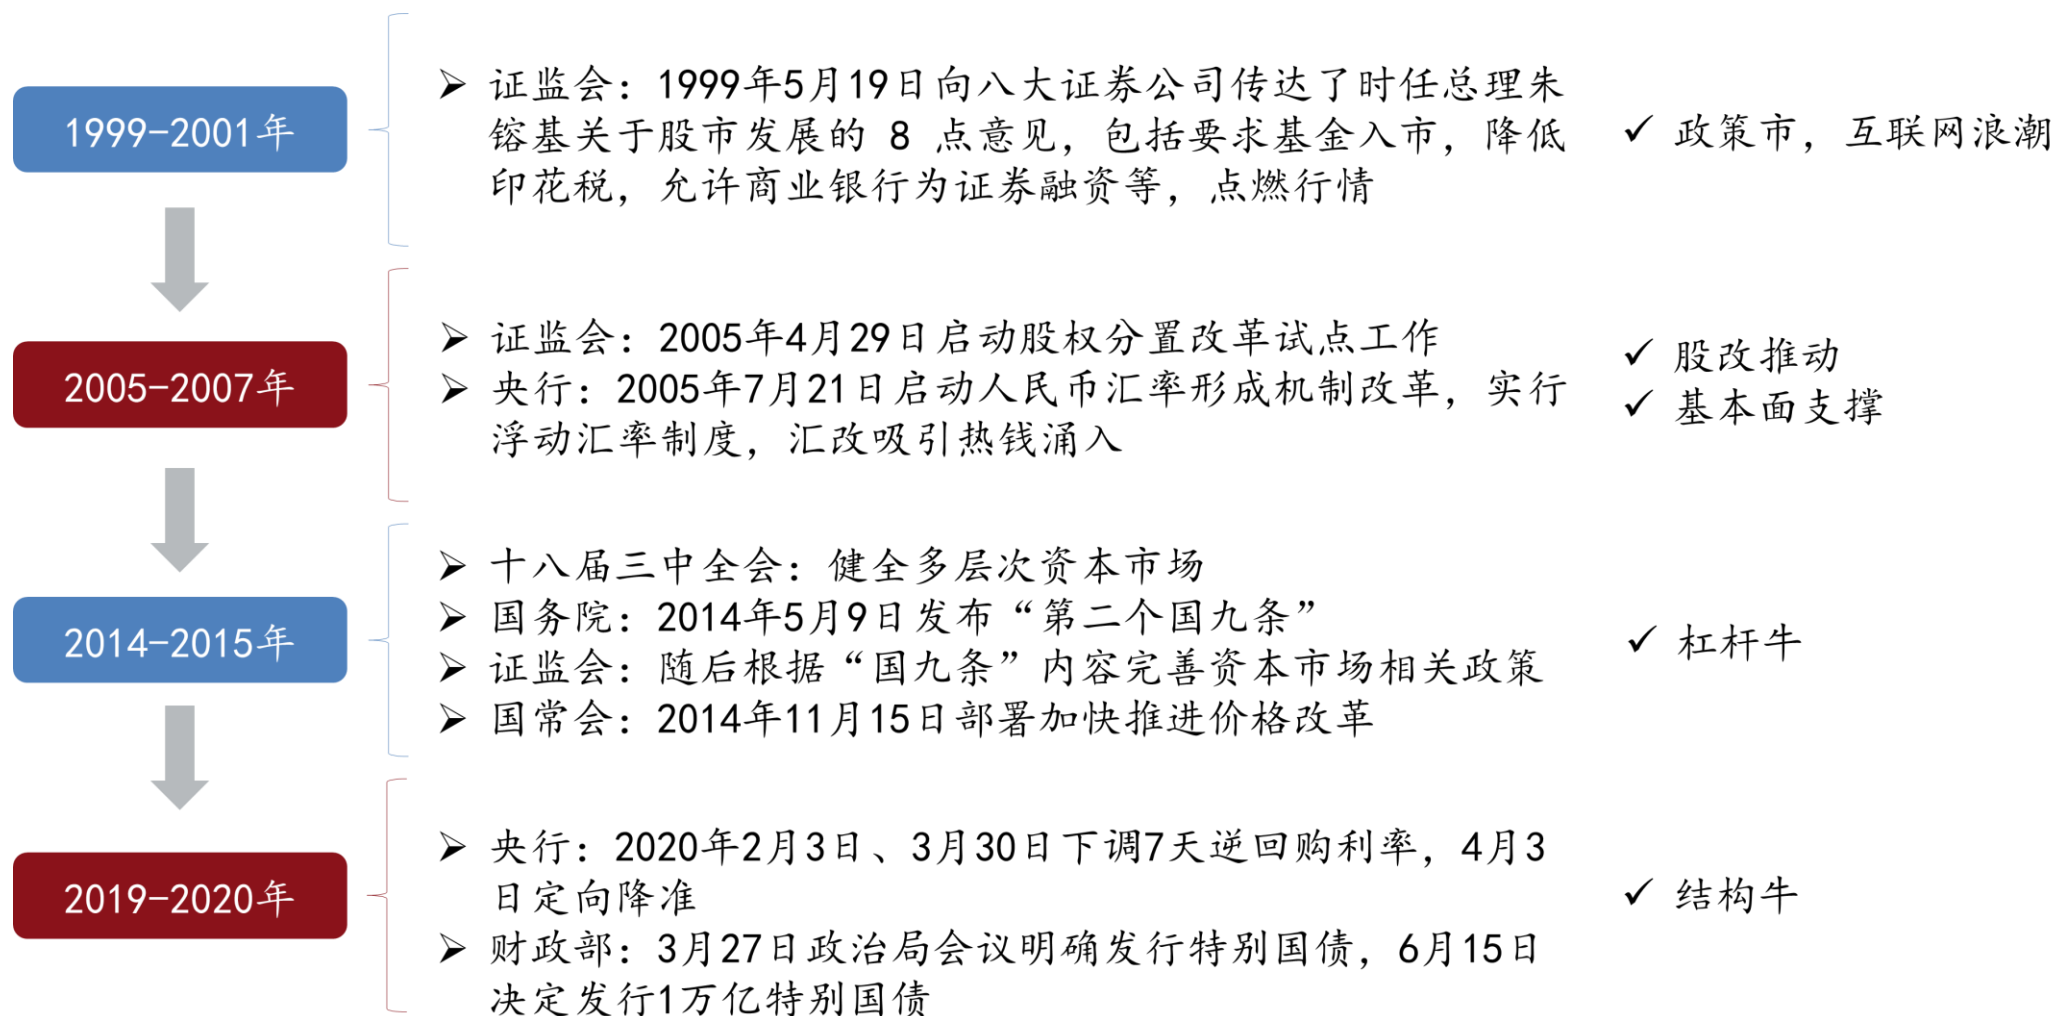 1999-2001年
➢ 证监会：1999年5月19日向八大证券公司传达了时任总理朱
镕基关于股市发展的 8 点意见，包括要求基金入市，降低
印花税，允许商业银行为证券融资等，点燃行情
✓ 政策市，互联网浪潮
2005-2007年
➢ 证监会：2005年4月29日启动股权分置改革试点工作
➢ 央行：2005年7月21日启动人民币汇率形成机制改革，实行
浮动汇率制度，汇改吸引热钱涌入
✓ 股改推动
✓ 基本面支撑
2014-2015年
➢ 十八届三中全会：健全多层次资本市场
➢ 国务院：2014年5月9日发布“第二个国九条”
➢ 证监会：随后根据“国九条”内容完善资本市场相关政策
➢ 国常会：2014年11月15日部署加快推进价格改革
✓ 杠杆牛
2019-2020年
➢ 央行：2020年2月3日、3月30日下调7天逆回购利率，4月3
日定向降准
➢ 财政部：3月27日政治局会议明确发行特别国债，6月15日
决定发行1万亿特别国债
✓ 结构牛